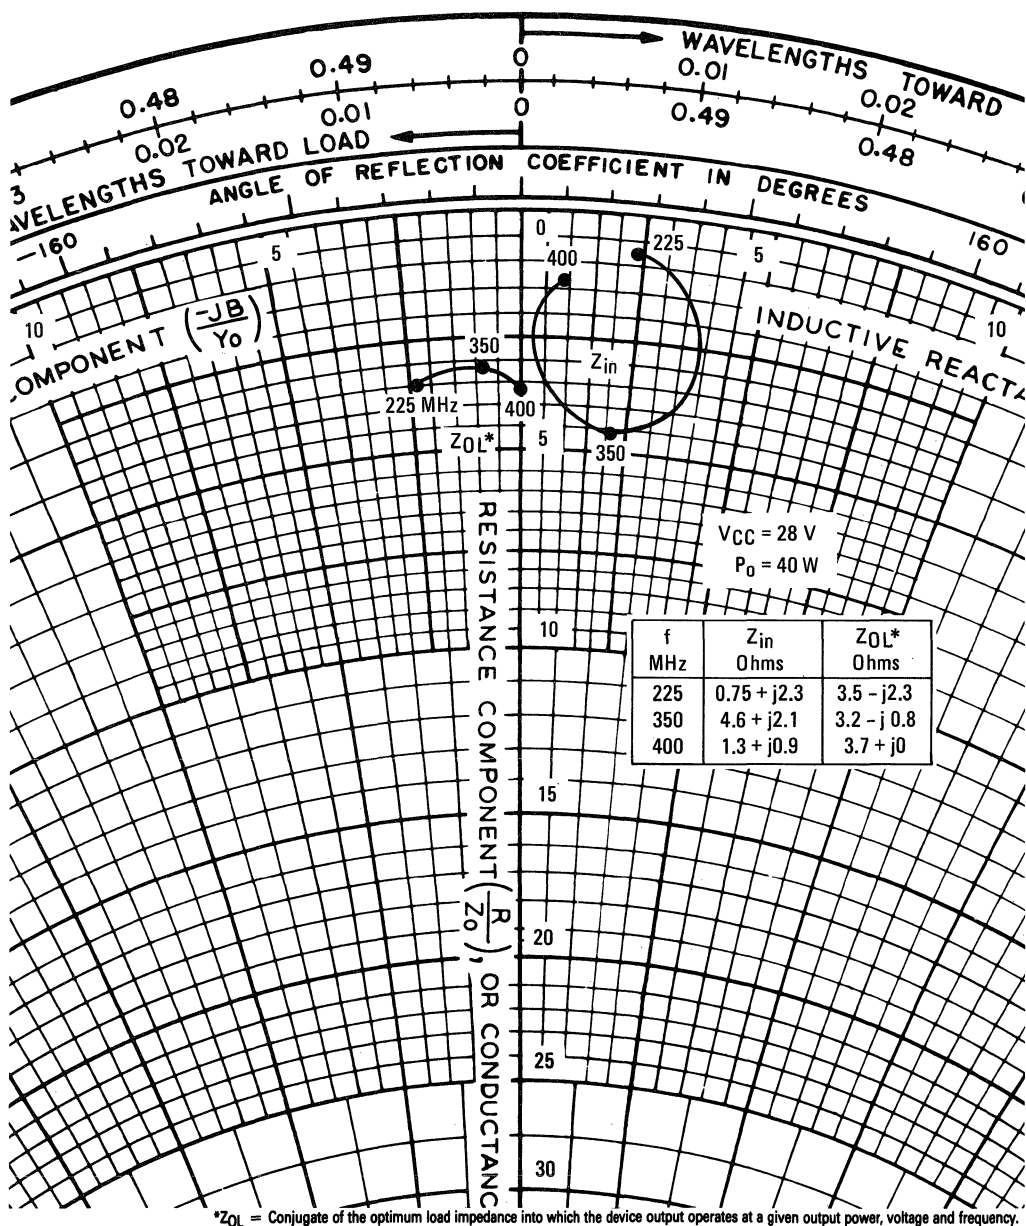 WAVELENGTHS TOWARD
0.48 0.49 0 0.01 0.02
3 0.02 0.01 0 0.49 0.48
AVELENGTHS TOWARD LOAD
ANGLE OF REFLECTION COEFFICIENT IN DEGREES
-160 160
10 5 0 5 10
225
400
OMPONENT (-JB/Yo)
INDUCTIVE REACTA
350
Zin
225 MHz
400
ZOL*
5
350
VCC = 28 V
Po = 40 W
RESISTANCE COMPONENT (R/Zo), OR CONDUCTANC
10
f MHz Zin Ohms ZOL* Ohms
225 0.75 + j2.3 3.5 – j2.3
350 4.6 + j2.1 3.2 – j 0.8
400 1.3 + j0.9 3.7 + j0
15
20
25
30
*ZOL = Conjugate of the optimum load impedance into which the device output operates at a given output power, voltage and frequency.